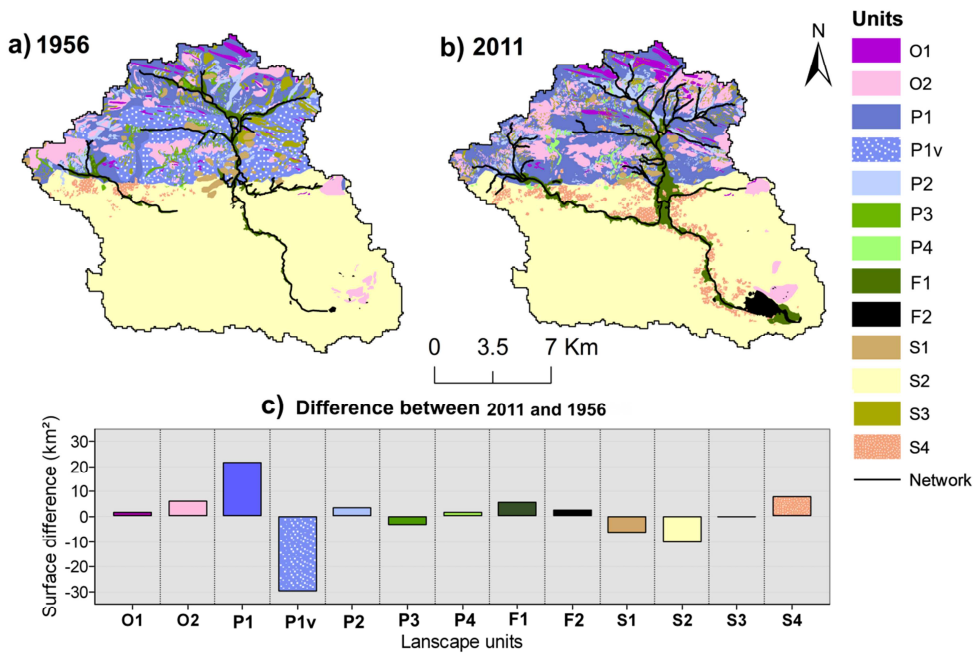 a) 1956
b) 2011
N
Units
O1
O2
P1
P1v
P2
P3
P4
F1
F2
S1
S2
S3
S4
Network
0 3.5 7 Km
c) Difference between 2011 and 1956
Surface difference (km²)
30
20
10
0
-10
-20
-30
O1 O2 P1 P1v P2 P3 P4 F1 F2 S1 S2 S3 S4
Lanscape units